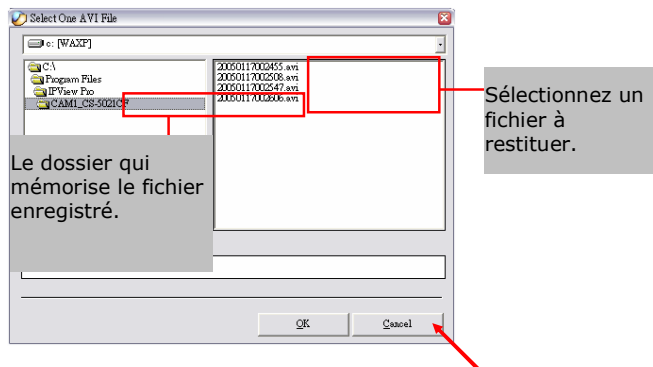 Select One AVI File
c: [WAXP]
C:\
Program Files
IPView Pro
CAM1_CS-5021CF
20050117002455.avi
20050117002508.avi
20050117002547.avi
20050117002606.avi
Sélectionnez un
fichier à
restituer.
Le dossier qui
mémorise le fichier
enregistré.
OK
Cancel